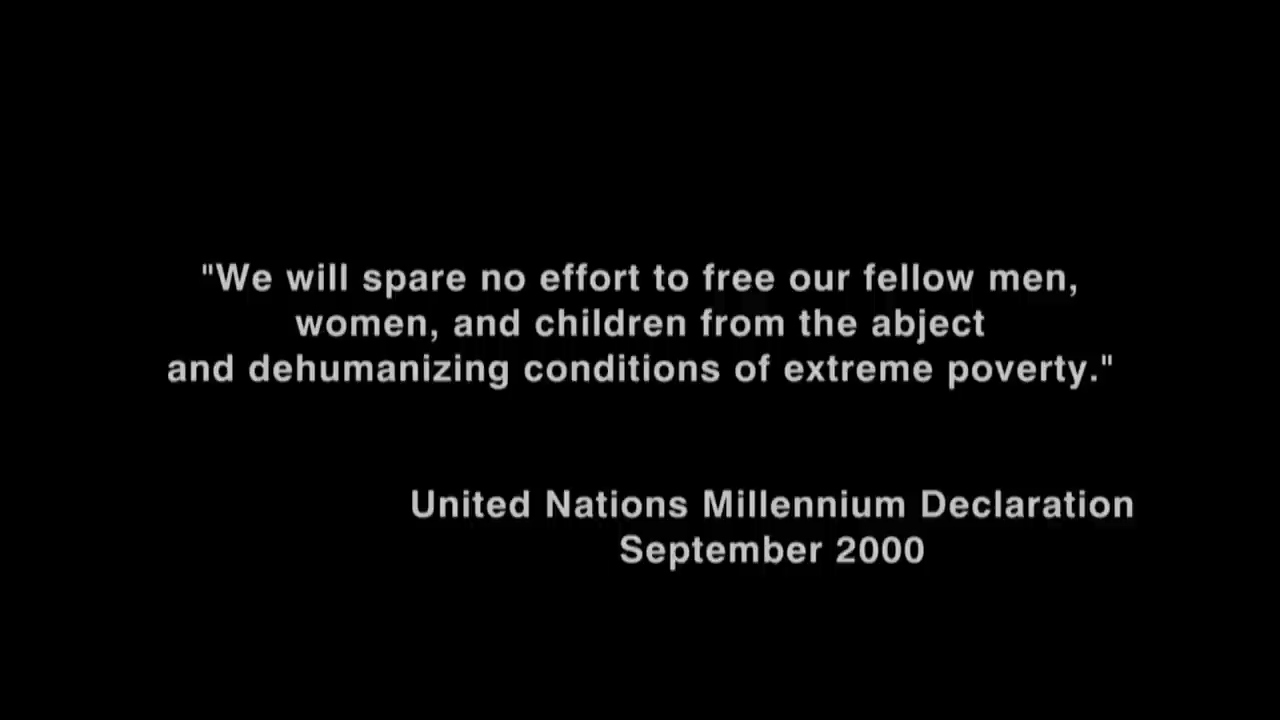 "We will spare no effort to free our fellow men,
women, and children from the abject
and dehumanizing conditions of extreme poverty."
United Nations Millennium Declaration
September 2000